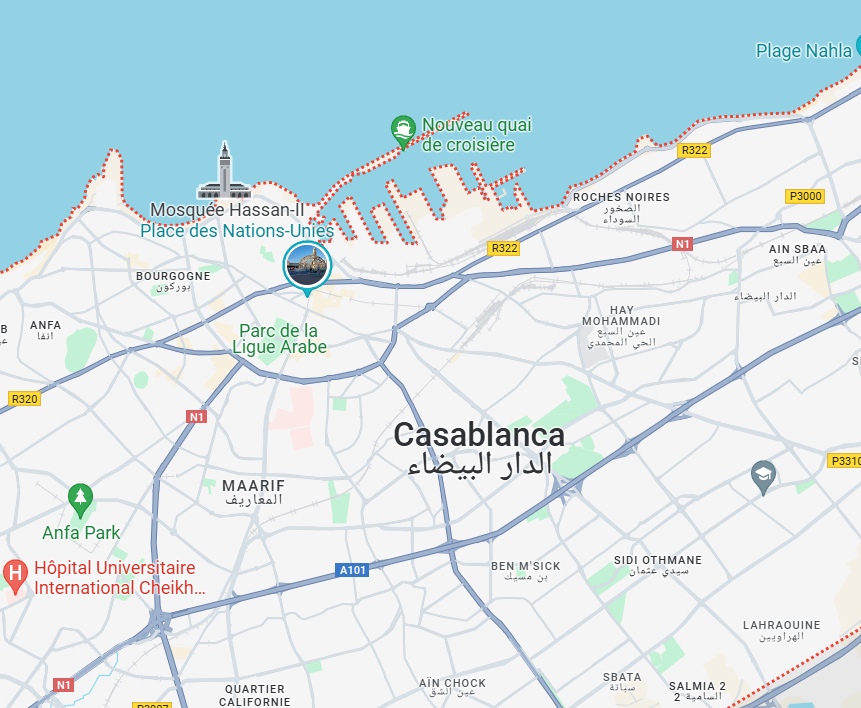 Plage Nahla
Nouveau quai
de croisière
R322
P3000
ROCHES NOIRES
الصخور
السوداء
Mosquée Hassan-II
Place des Nations-Unies
N1
R322
AIN SBAA
عين السبع
BOURGOGNE
بوركون
الدار البيضاء
HAY
MOHAMMADI
عين السبع
الحي المحمدي
B
ANFA
انفا
Parc de la
Ligue Arabe
S
R320
N1
Casablanca
الدار البيضاء
P3310
MAARIF
المعاريف
Anfa Park
Hôpital Universitaire
International Cheikh...
A101
BEN M'SICK
بن مسيك
SIDI OTHMANE
سيدي عثمان
LAHRAOUINE
الهراويين
N1
AÏN CHOCK
عين الشق
SBATA
سباتة
SALMIA 2
السالمية 2
QUARTIER
CALIFORNIE